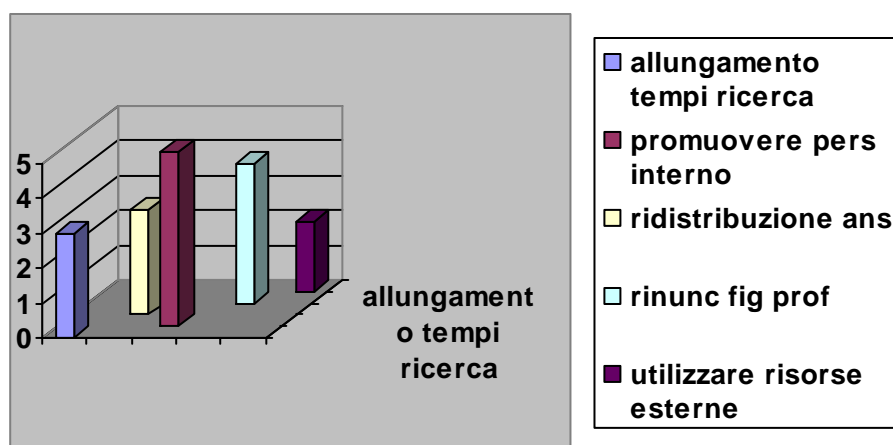 5
4
3
2
1
0
allungament
o tempi
ricerca
allungamento
tempi ricerca
promuovere pers
interno
ridistribuzione ans
rinunc fig prof
utilizzare risorse
esterne